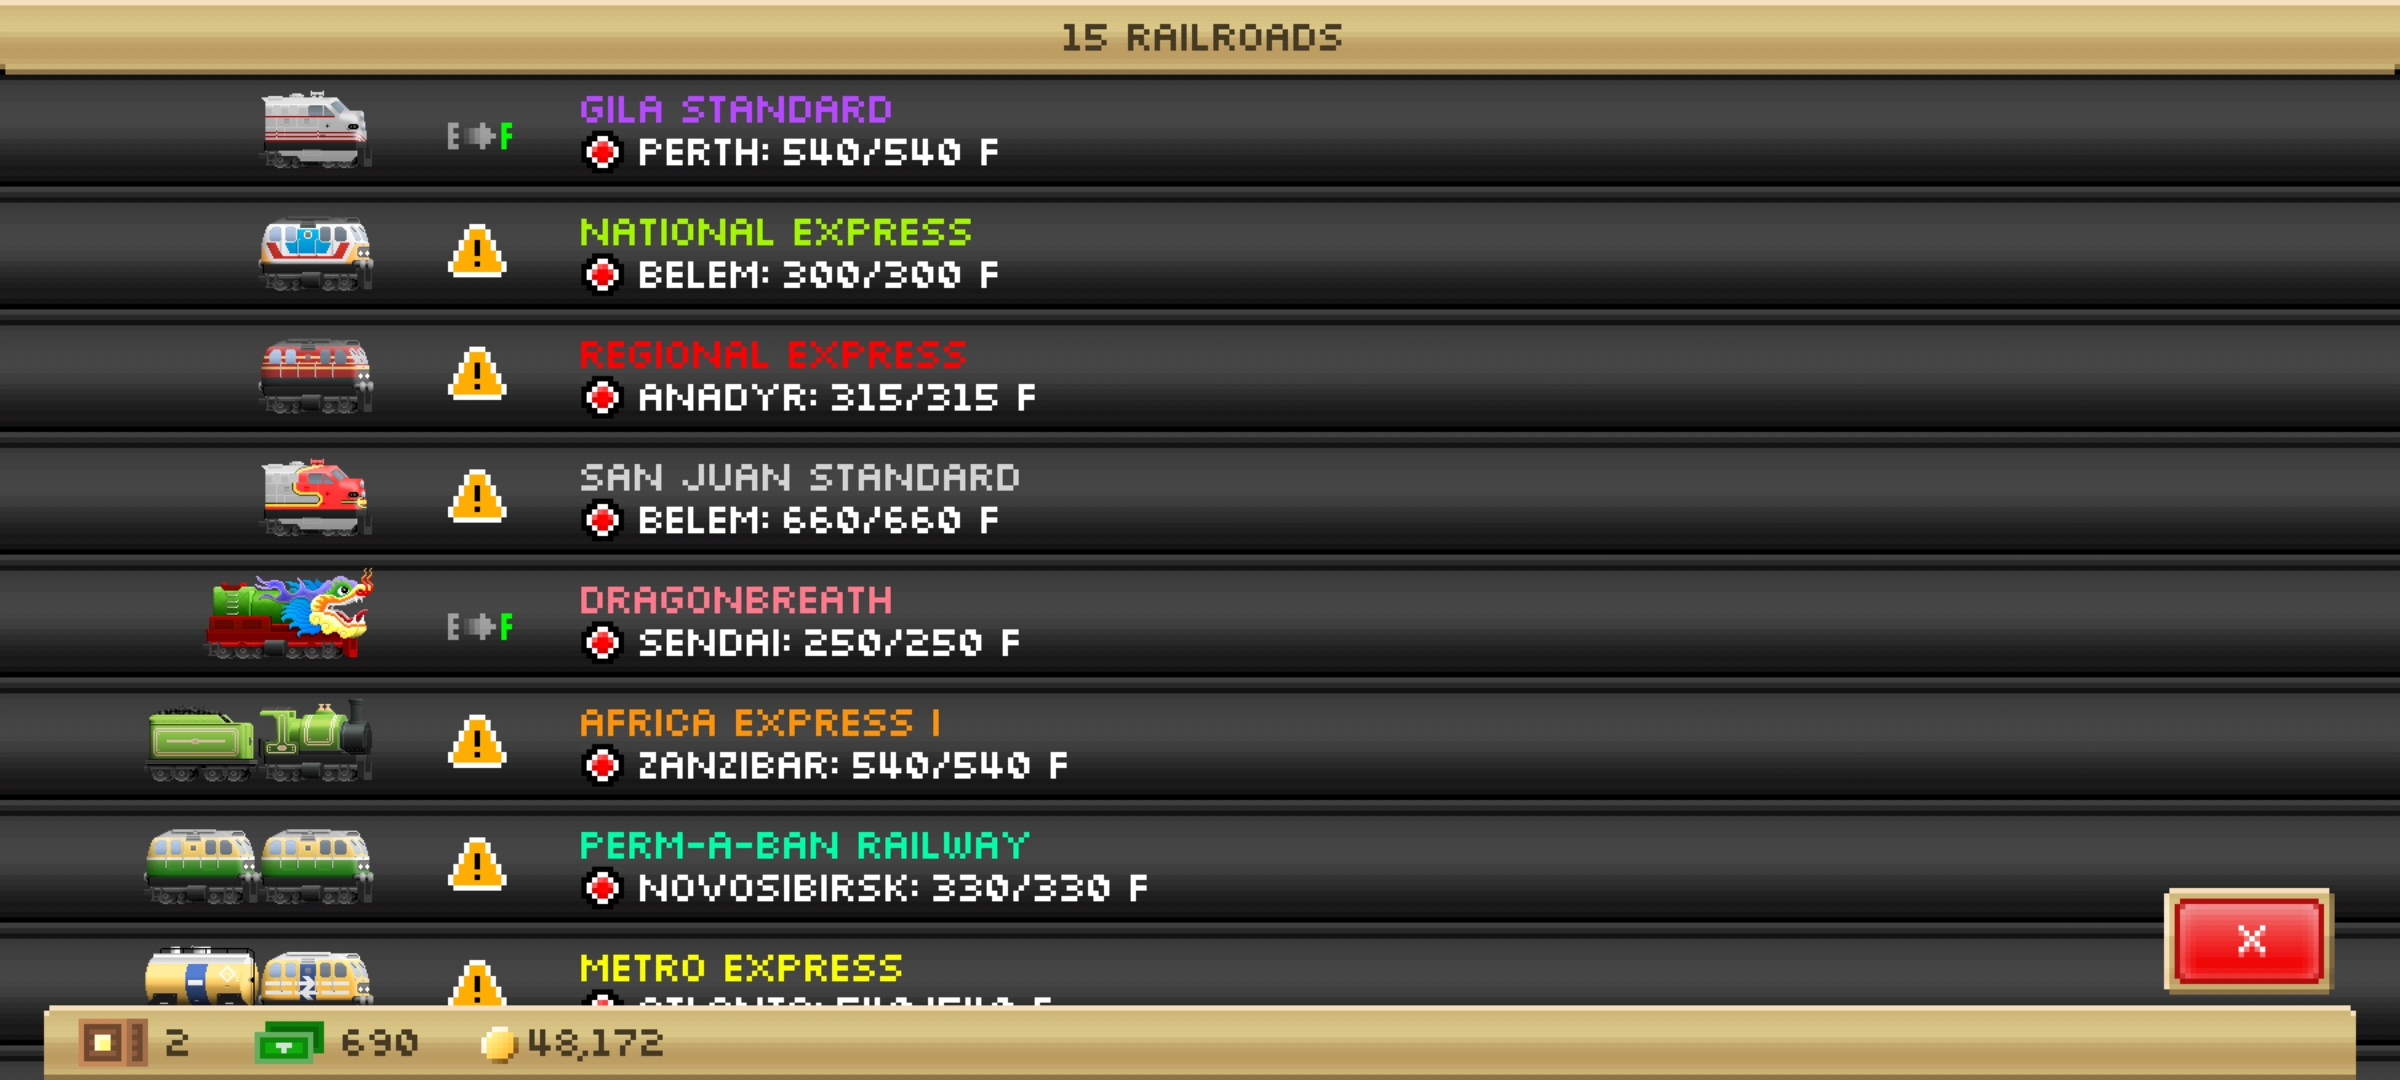 15 RAILROADS
E F
GILA STANDARD
PERTH: 540/540 F
NATIONAL EXPRESS
BELEM: 300/300 F
REGIONAL EXPRESS
ANADYR: 315/315 F
SAN JUAN STANDARD
BELEM: 660/660 F
E F
DRAGONBREATH
SENDAI: 250/250 F
AFRICA EXPRESS I
ZANZIBAR: 540/540 F
PERM-A-BAN RAILWAY
NOVOSIBIRSK: 330/330 F
METRO EXPRESS
X
2 690 48,172